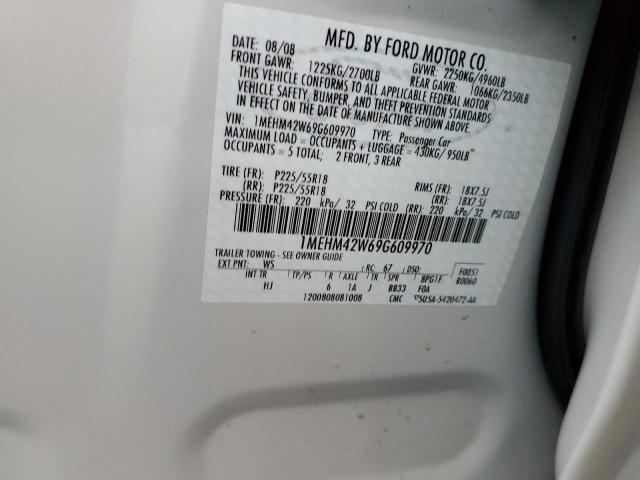 MFD. BY FORD MOTOR CO.
DATE: 08/08 GVWR: 2250KG/4960LB
FRONT GAWR: 1225KG/2700LB REAR GAWR: 1066KG/2350LB
THIS VEHICLE CONFORMS TO ALL APPLICABLE FEDERAL MOTOR
VEHICLE SAFETY, BUMPER, AND THEFT PREVENTION STANDARDS
IN EFFECT ON THE DATE OF MANUFACTURE SHOWN ABOVE.
VIN: 1MEHM42W69G609970 TYPE: Passenger Car
MAXIMUM LOAD = OCCUPANTS + LUGGAGE = 430KG/ 950LB
OCCUPANTS = 5 TOTAL; 2 FRONT, 3 REAR
TIRE (FR): P225/55R18 RIMS (FR): 18X7.5J
(RR): P225/55R18 (RR): 18X7.5J
PRESSURE (FR): 220 kPa/ 32 PSI COLD (RR): 220 kPa/ 32 PSI COLD
1MEHM42W69G609970
TRAILER TOWING - SEE OWNER GUIDE
EXT PNT: WS RC: 67 DSO: F0051
INT TR TP/PS R AXLE TR SPR R0060
HJ 6 1A J BB33 F0A
1200808081008 CMC